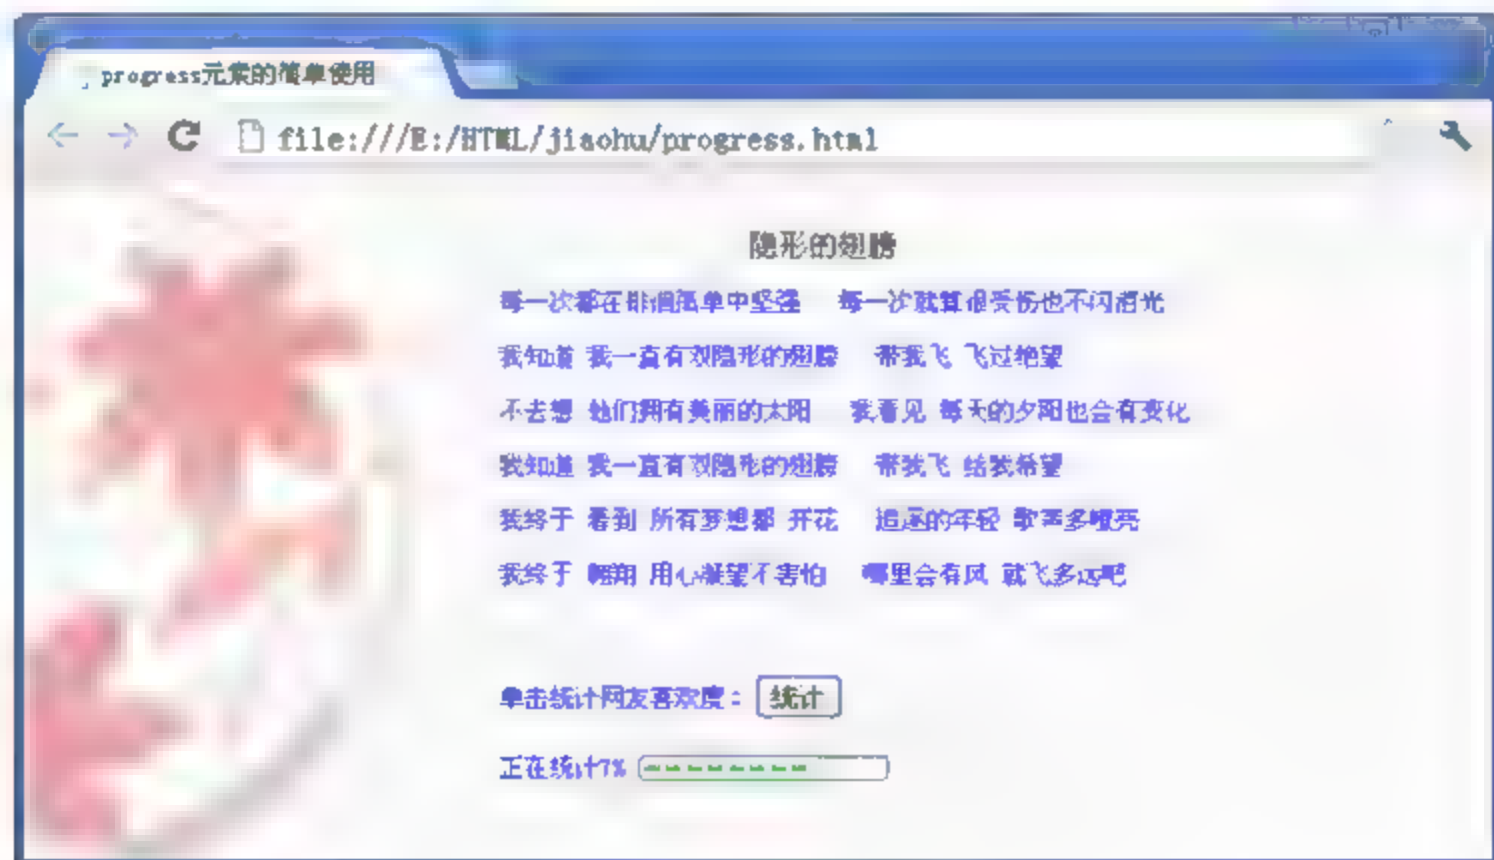 progress元素的简单使用
file:///E:/HTML/jiaohu/progress.html
隐形的翅膀
每一次都在徘徊孤单中坚强 每一次就算很受伤也不闪泪光
我知道 我一直有双隐形的翅膀 带我飞 飞过绝望
不去想 他们拥有美丽的太阳 我看见 每天的夕阳也会有变化
我知道 我一直有双隐形的翅膀 带我飞 给我希望
我终于 看到 所有梦想都 开花 追逐的年轻 歌声多嘹亮
我终于 翱翔 用心凝望不害怕 哪里会有风 就飞多远吧
单击统计网友喜欢度： 统计
正在统计7%